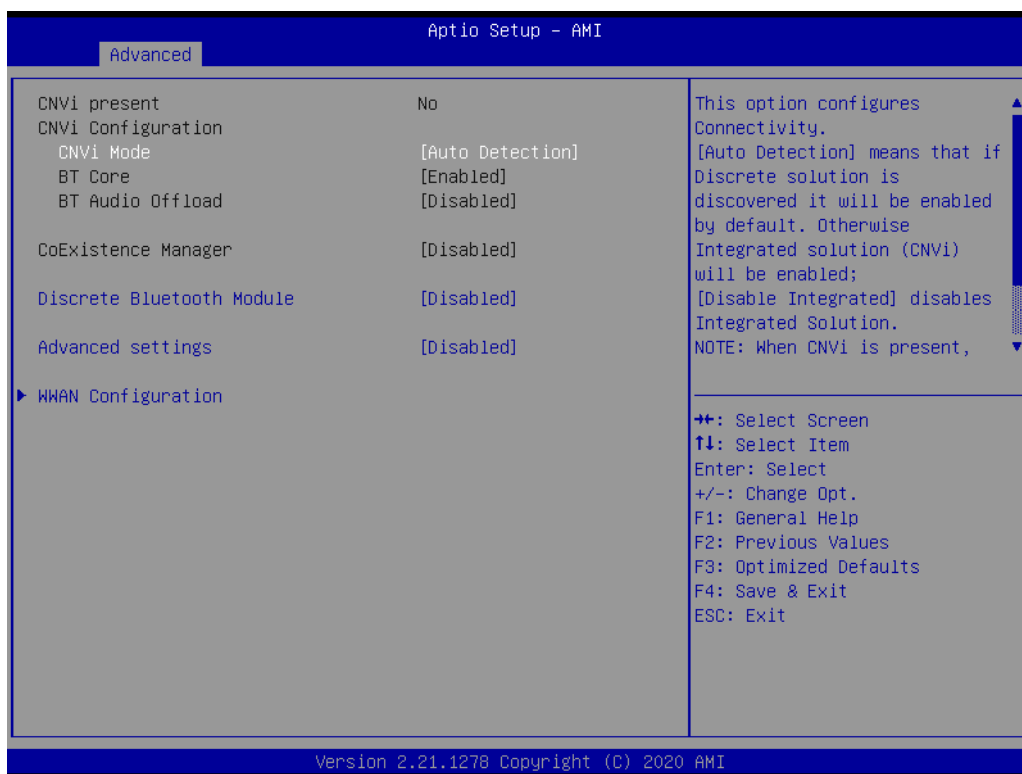 Aptio Setup - AMI
Advanced
CNVi present No
CNVi Configuration
CNVi Mode [Auto Detection]
BT Core [Enabled]
BT Audio Offload [Disabled]
CoExistence Manager [Disabled]
Discrete Bluetooth Module [Disabled]
Advanced settings [Disabled]
WWAN Configuration
This option configures
Connectivity.
[Auto Detection] means that if
Discrete solution is
discovered it will be enabled
by default. Otherwise
Integrated solution (CNVi)
will be enabled;
[Disable Integrated] disables
Integrated Solution.
NOTE: When CNVi is present,
→←: Select Screen
↑↓: Select Item
Enter: Select
+/-: Change Opt.
F1: General Help
F2: Previous Values
F3: Optimized Defaults
F4: Save & Exit
ESC: Exit
Version 2.21.1278 Copyright (C) 2020 AMI